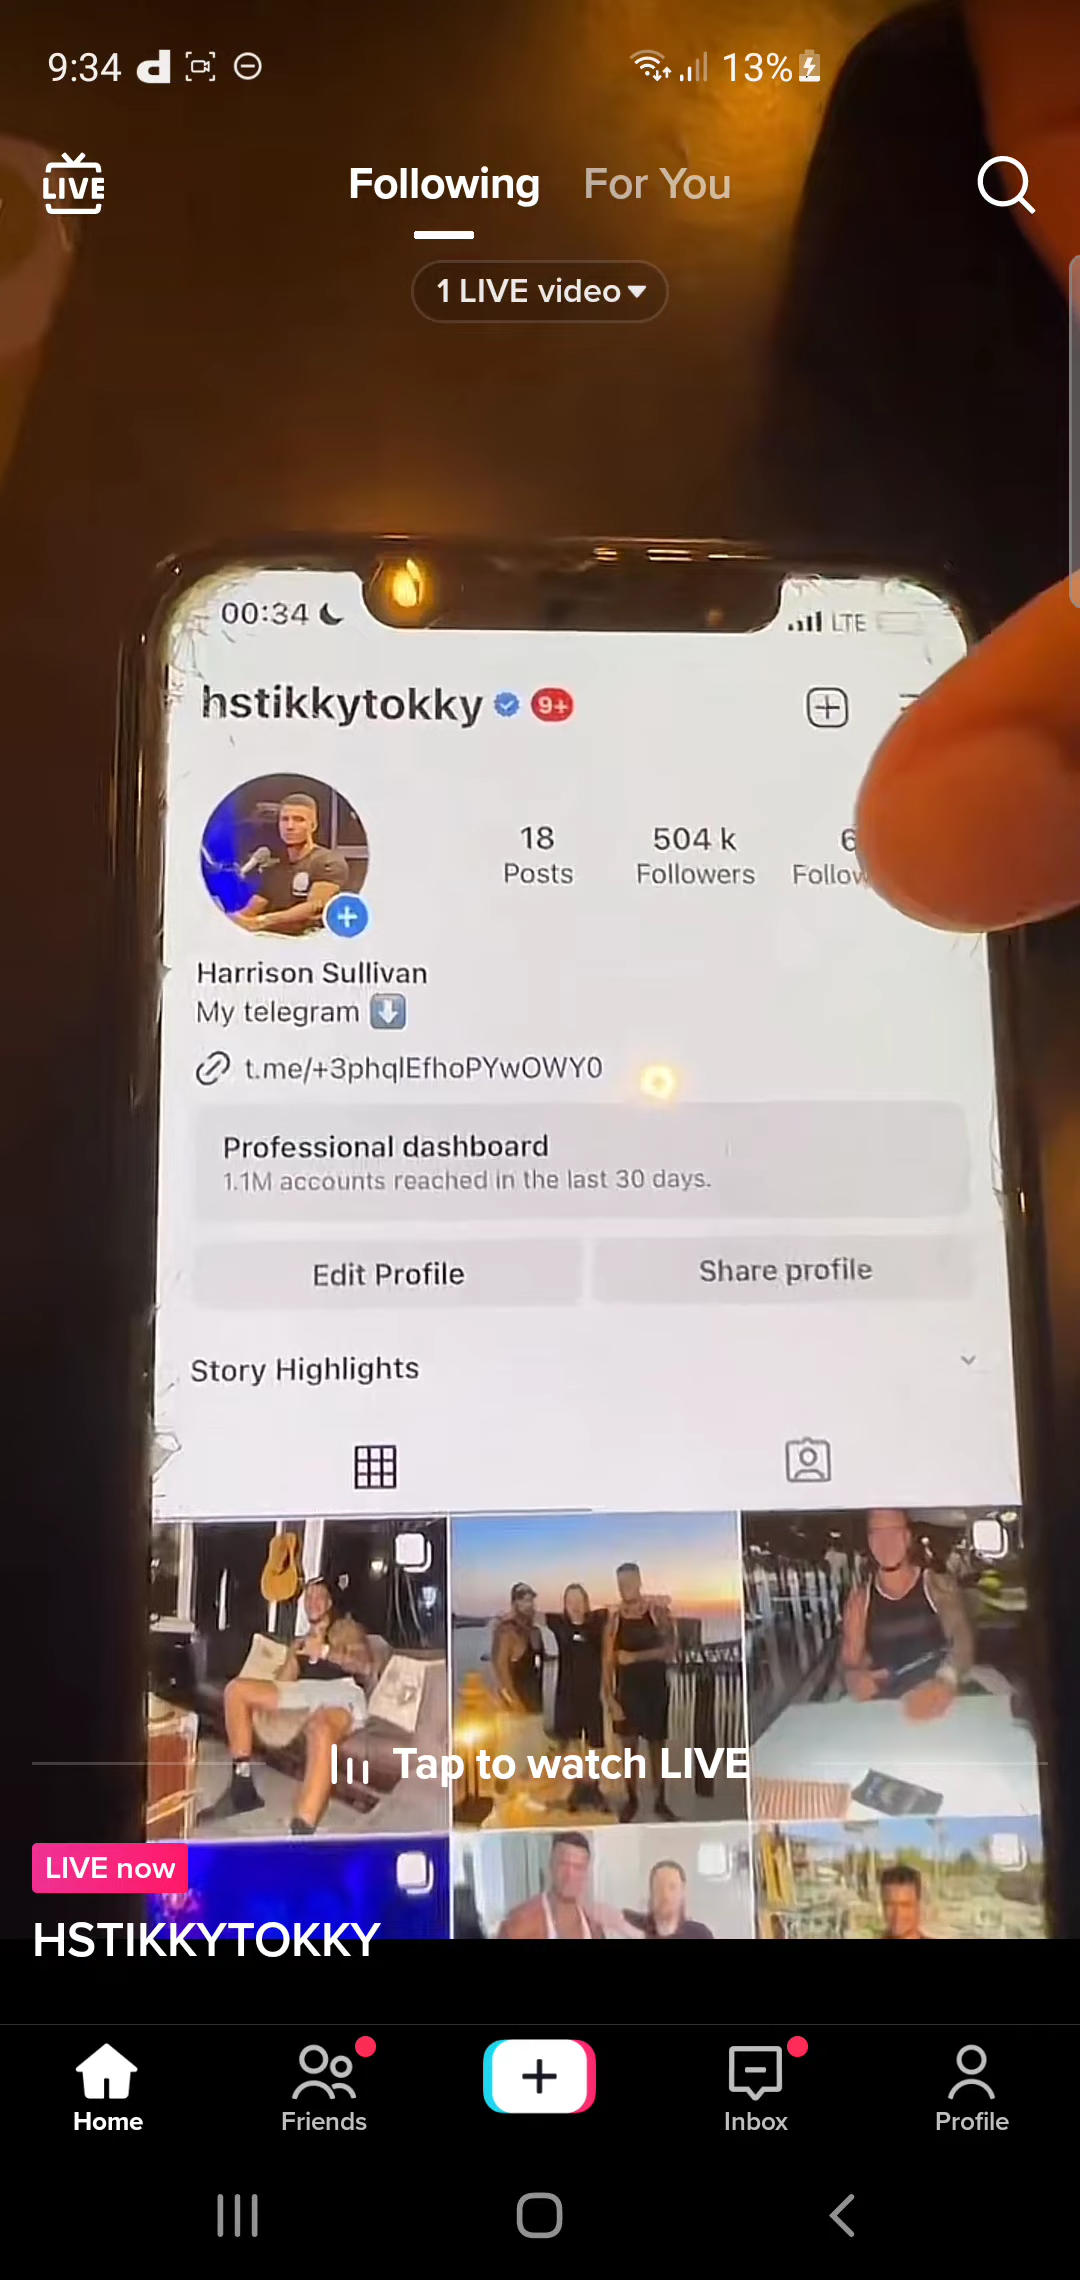 9:34
13%
LIVE
Following
For You
1 LIVE video
00:34
LTE
hstikkytokky
9+
18
504 k
6
Posts
Followers
Follow
Harrison Sullivan
My telegram
t.me/+3phqlEfhoPYwOWY0
Professional dashboard
1.1M accounts reached in the last 30 days.
Edit Profile
Share profile
Story Highlights
Tap to watch LIVE
LIVE now
HSTIKKYTOKKY
Home
Friends
Inbox
Profile